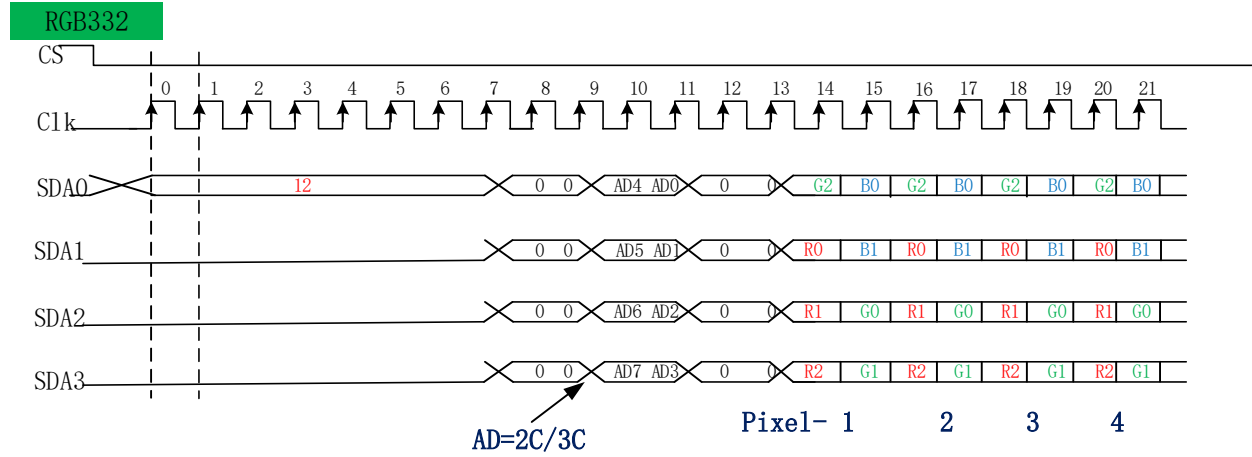 RGB332
CS
0 1 2 3 4 5 6 7 8 9 10 11 12 13 14 15 16 17 18 19 20 21
Clk
SDA0 12 0 0 AD4 AD0 0 0 G2 B0 G2 B0 G2 B0 G2 B0
SDA1 0 0 AD5 AD1 0 0 R0 B1 R0 B1 R0 B1 R0 B1
SDA2 0 0 AD6 AD2 0 0 R1 G0 R1 G0 R1 G0 R1 G0
SDA3 0 0 AD7 AD3 0 0 R2 G1 R2 G1 R2 G1 R2 G1
Pixel- 1 2 3 4
AD=2C/3C